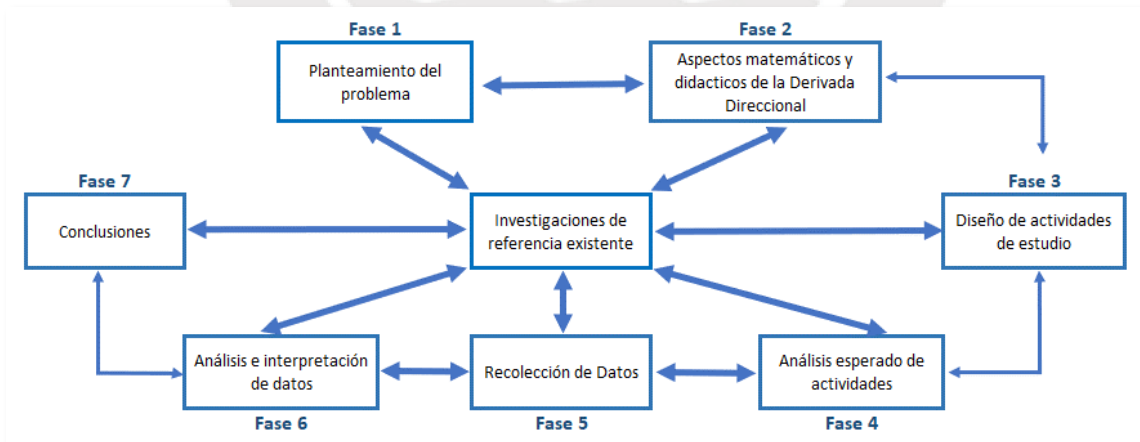 Fase 1
Planteamiento del
problema
Fase 2
Aspectos matemáticos y
didacticos de la Derivada
Direccional
Fase 7
Conclusiones
Investigaciones de
referencia existente
Fase 3
Diseño de actividades
de estudio
Análisis e interpretación
de datos
Fase 6
Recolección de Datos
Fase 5
Análisis esperado de
actividades
Fase 4